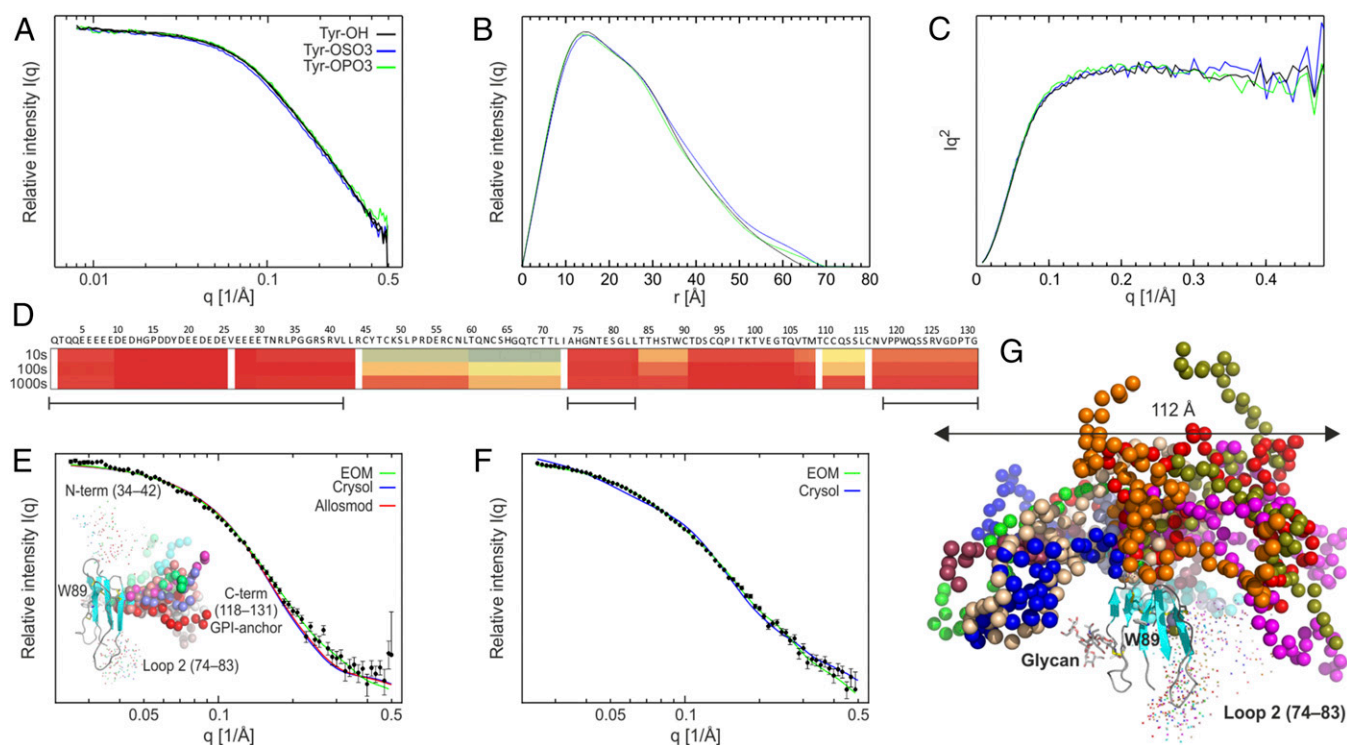 A
Relative intensity I(q)
Tyr-OH
Tyr-OSO3
Tyr-OPO3
0.01 0.1 0.5
q [1/Å]
B
Relative intensity I(q)
0 10 20 30 40 50 60 70 80
r [Å]
C
Iq²
0.1 0.2 0.3 0.4
q [1/Å]
D
5 10 15 20 25 30 35 40 45 50 55 60 65 70 75 80 85 90 95 100 105 110 115 120 125 130
QTQQEEEEEDEDHGPDDYDEEDEDEVEEEETNRLPGGRSRVLLRCYTCKSLPRDERCNLTQNCSHGQTCTTLIAHGNTESGLLTTHSTWCTDSCQPITKTVEGTQVTMTCCQSSLCNVPPWQSSRVGDPTG
10s
100s
1000s
E
Relative intensity I(q)
EOM
Crysol
Allosmod
N-term (34–42)
W89
C-term
(118–131)
GPI-anchor
Loop 2 (74–83)
0.05 0.1 0.5
q [1/Å]
F
Relative intensity I(q)
EOM
Crysol
0.05 0.1 0.5
q [1/Å]
G
112 Å
W89
Glycan
Loop 2 (74–83)